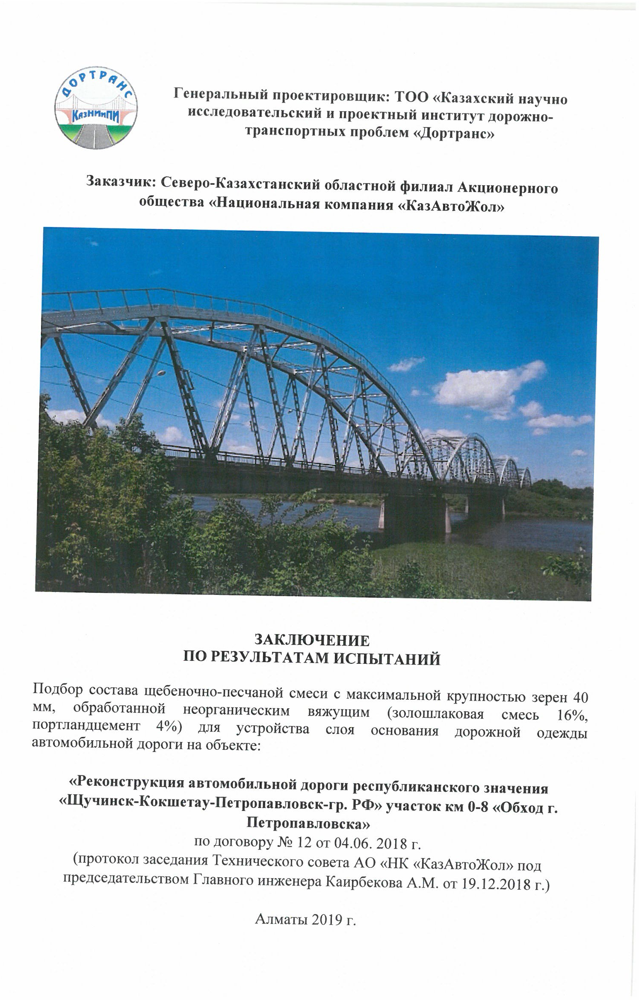 ДОРТРАНС
КазНИиПИ
Генеральный проектировщик: ТОО «Казахский научно
исследовательский и проектный институт дорожно-
транспортных проблем «Дортранс»
Заказчик: Северо-Казахстанский областной филиал Акционерного
общества «Национальная компания «КазАвтоЖол»
ЗАКЛЮЧЕНИЕ
ПО РЕЗУЛЬТАТАМ ИСПЫТАНИЙ
Подбор состава щебеночно-песчаной смеси с максимальной крупностью зерен 40
мм, обработанной неорганическим вяжущим (золошлаковая смесь 16%,
портландцемент 4%) для устройства слоя основания дорожной одежды
автомобильной дороги на объекте:
«Реконструкция автомобильной дороги республиканского значения
«Щучинск-Кокшетау-Петропавловск-гр. РФ» участок км 0-8 «Обход г.
Петропавловска»
по договору № 12 от 04.06. 2018 г.
(протокол заседания Технического совета АО «НК «КазАвтоЖол» под
председательством Главного инженера Каирбекова А.М. от 19.12.2018 г.)
Алматы 2019 г.